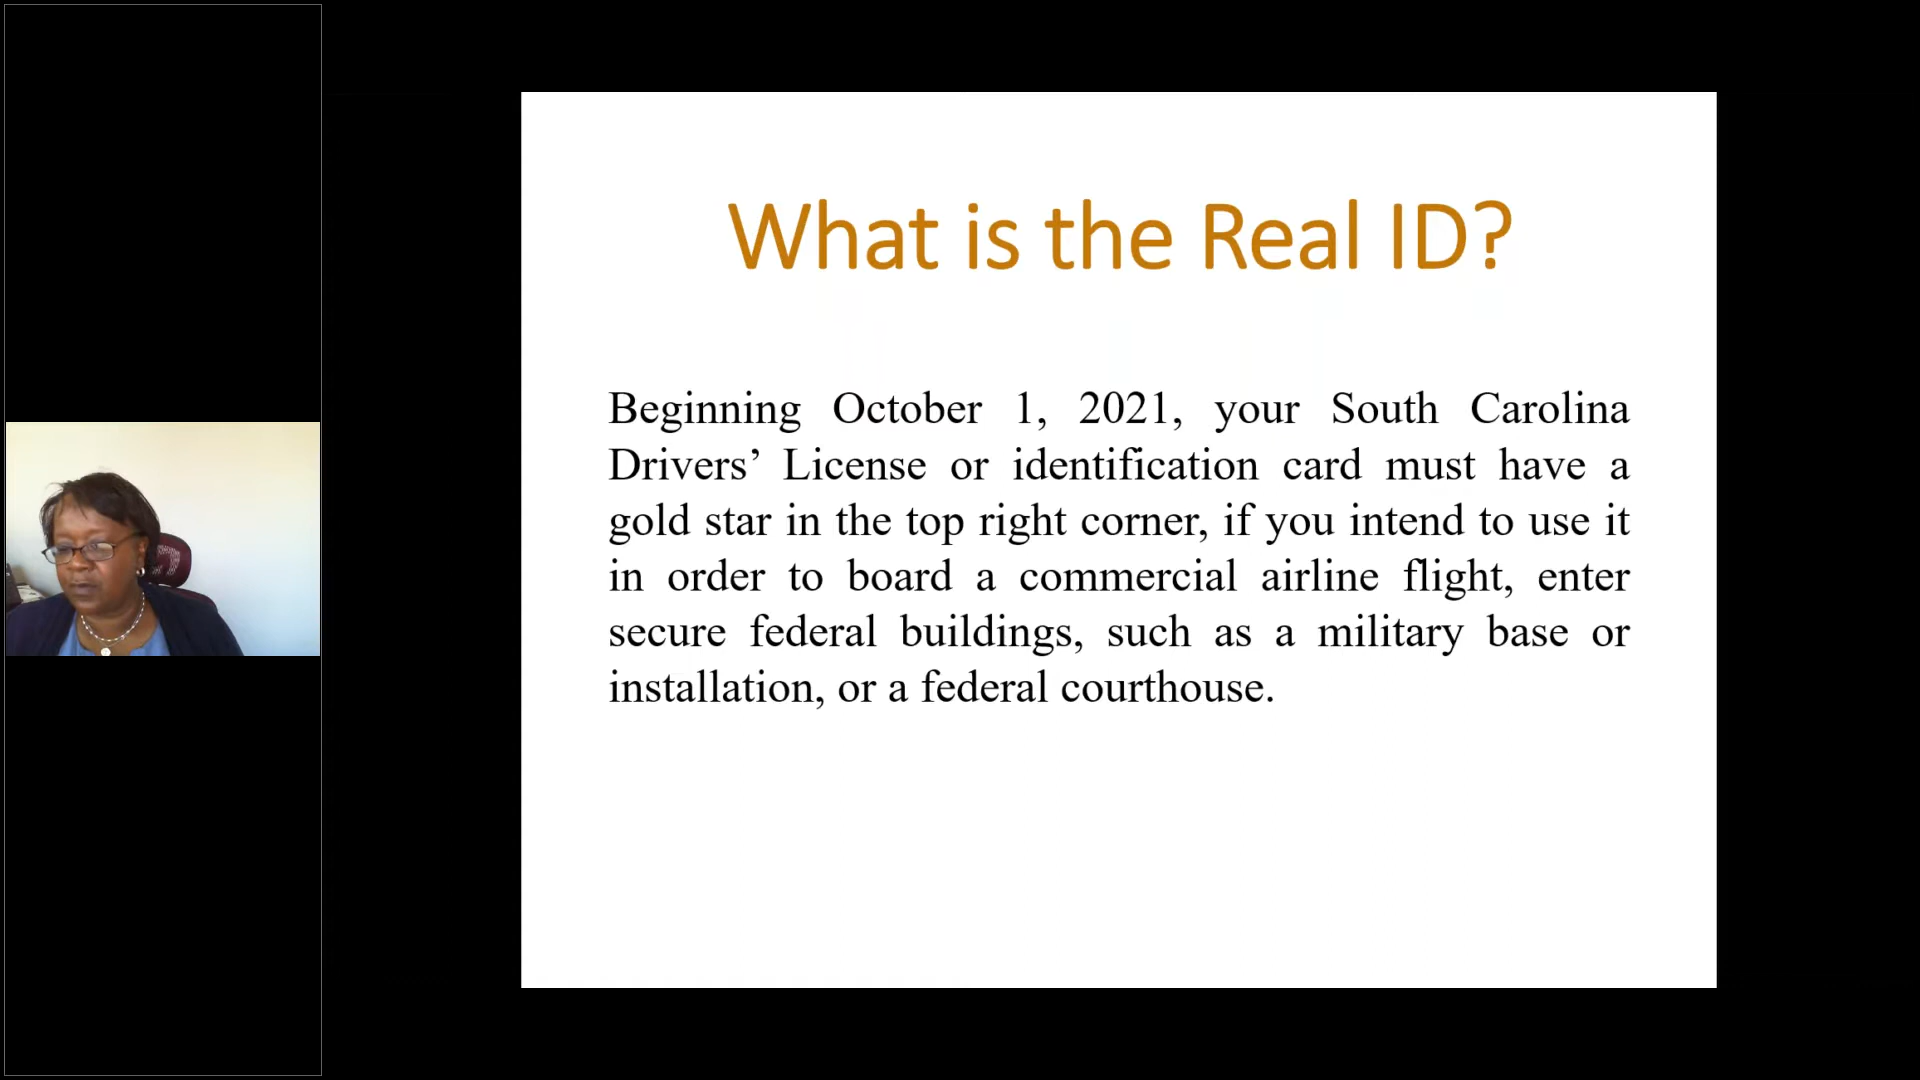 What is the Real ID?
Beginning October 1, 2021, your South Carolina
Drivers’ License or identification card must have a
gold star in the top right corner, if you intend to use it
in order to board a commercial airline flight, enter
secure federal buildings, such as a military base or
installation, or a federal courthouse.